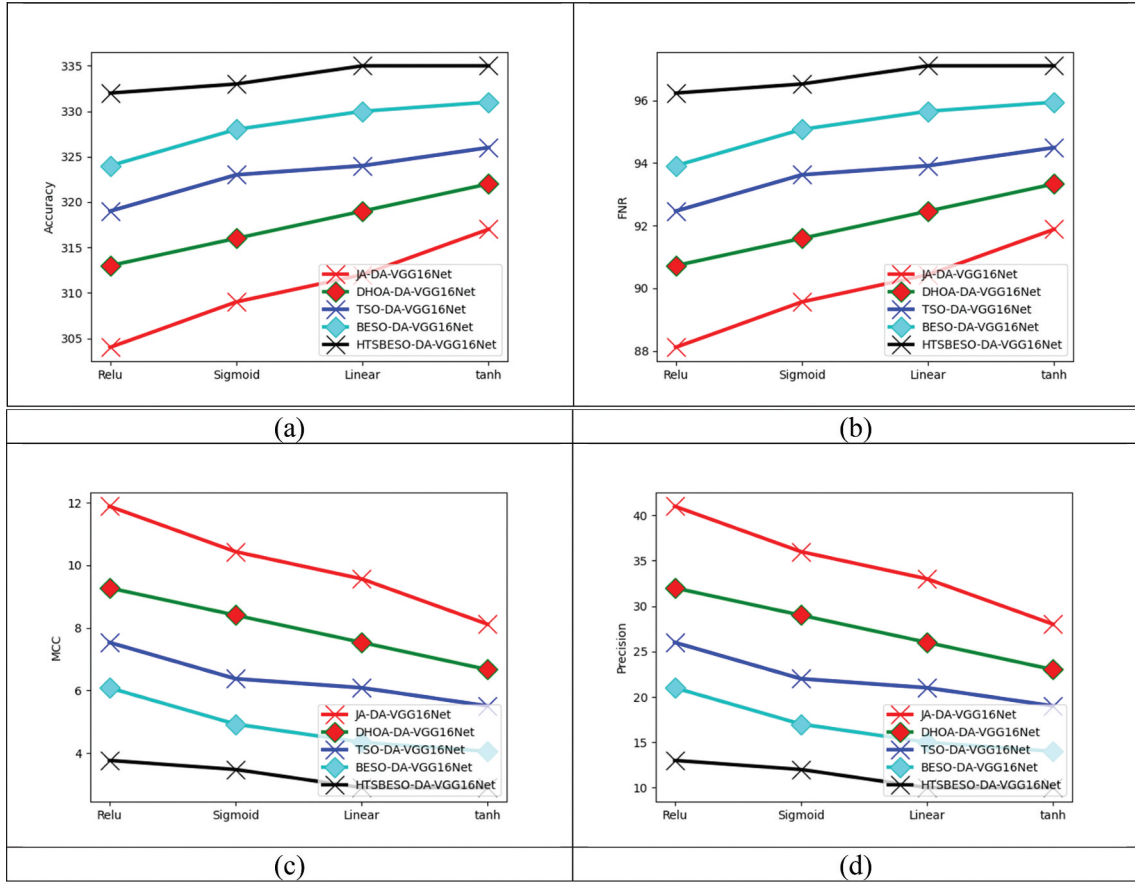 335
330
325
320
315
310
305
Accuracy
JA-DA-VGG16Net
DHOA-DA-VGG16Net
TSO-DA-VGG16Net
BESO-DA-VGG16Net
HTSBESO-DA-VGG16Net
Relu Sigmoid Linear tanh
96
94
92
90
88
FNR
JA-DA-VGG16Net
DHOA-DA-VGG16Net
TSO-DA-VGG16Net
BESO-DA-VGG16Net
HTSBESO-DA-VGG16Net
Relu Sigmoid Linear tanh
(a)
(b)
12
10
8
6
4
MCC
JA-DA-VGG16Net
DHOA-DA-VGG16Net
TSO-DA-VGG16Net
BESO-DA-VGG16Net
HTSBESO-DA-VGG16Net
Relu Sigmoid Linear tanh
40
35
30
25
20
15
10
Precision
JA-DA-VGG16Net
DHOA-DA-VGG16Net
TSO-DA-VGG16Net
BESO-DA-VGG16Net
HTSBESO-DA-VGG16Net
Relu Sigmoid Linear tanh
(c)
(d)